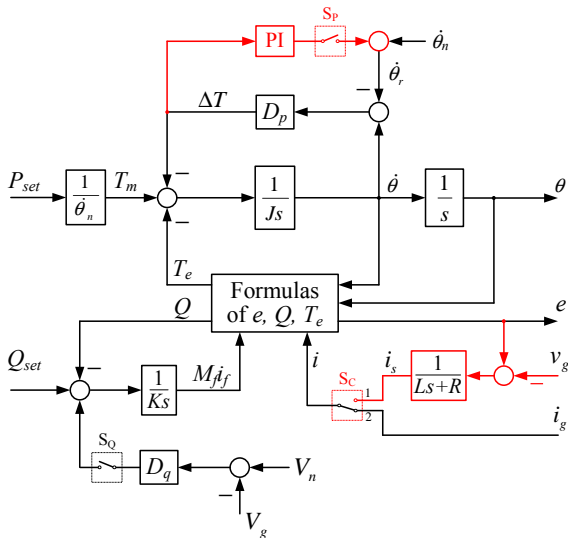 S_P
PI
θ̇_n
θ̇_r
−
ΔT
D_p
P_set
1
θ̇_n
T_m
−
−
1
Js
θ̇
1
s
θ
T_e
Formulas
of e, Q, T_e
Q
e
Q_set
−
1
Ks
M_f i_f
i
S_C
1
2
i_s
1
Ls+R
−
v_g
i_g
S_Q
D_q
V_n
−
V_g